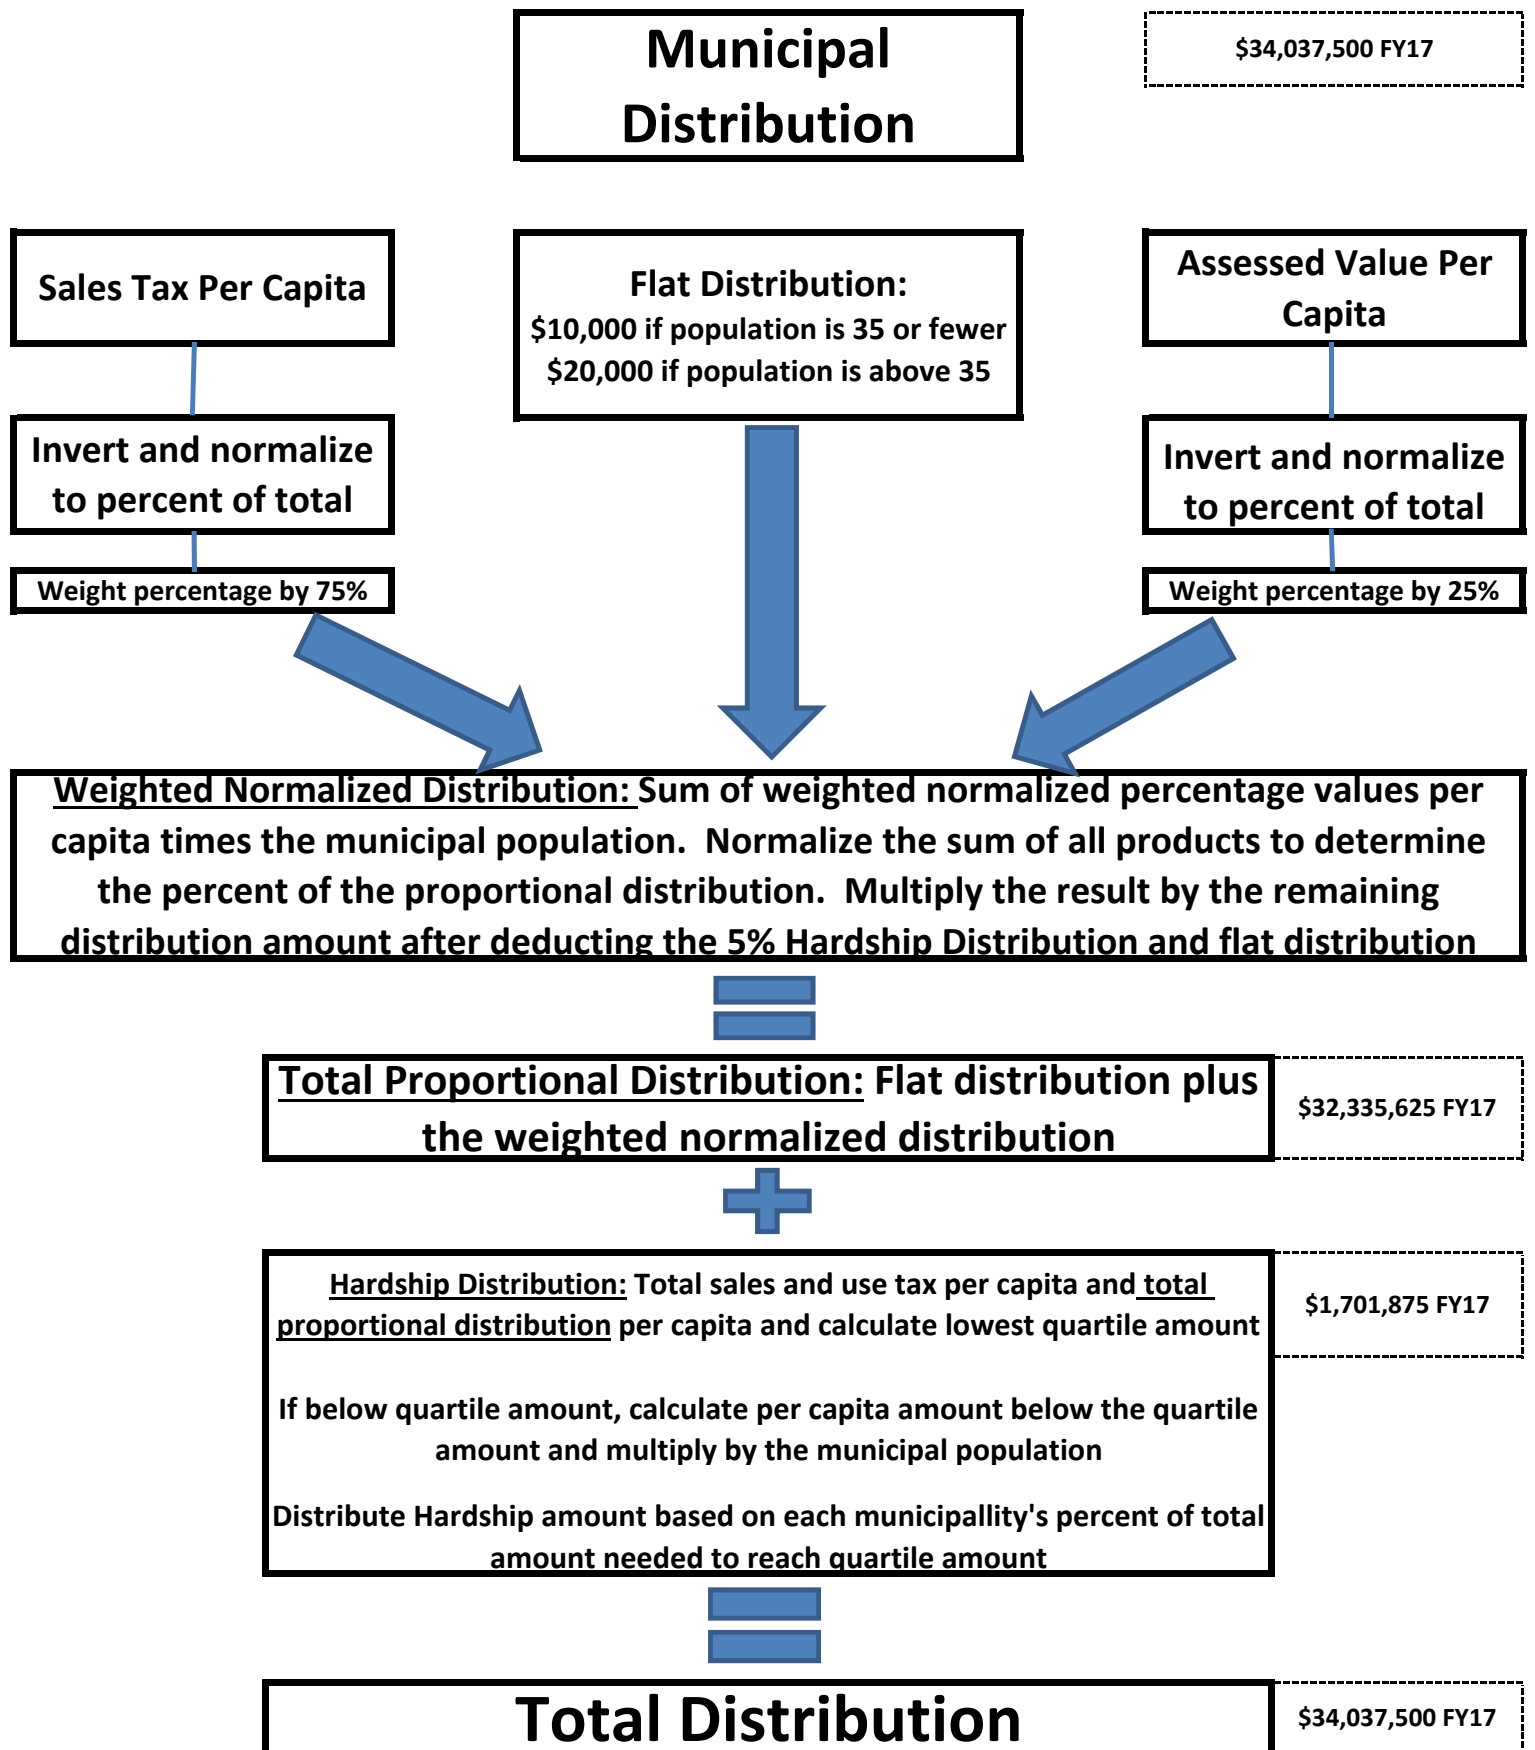 Municipal
Distribution
$34,037,500 FY17
Sales Tax Per Capita
Flat Distribution:
$10,000 if population is 35 or fewer
$20,000 if population is above 35
Assessed Value Per
Capita
Invert and normalize
to percent of total
Invert and normalize
to percent of total
Weight percentage by 75%
Weight percentage by 25%
Weighted Normalized Distribution: Sum of weighted normalized percentage values per
capita times the municipal population.  Normalize the sum of all products to determine
the percent of the proportional distribution.  Multiply the result by the remaining
distribution amount after deducting the 5% Hardship Distribution and flat distribution
Total Proportional Distribution: Flat distribution plus
the weighted normalized distribution
$32,335,625 FY17
Hardship Distribution: Total sales and use tax per capita and total
proportional distribution per capita and calculate lowest quartile amount
$1,701,875 FY17
If below quartile amount, calculate per capita amount below the quartile
amount and multiply by the municipal population
Distribute Hardship amount based on each municipallity's percent of total
amount needed to reach quartile amount
Total Distribution
$34,037,500 FY17